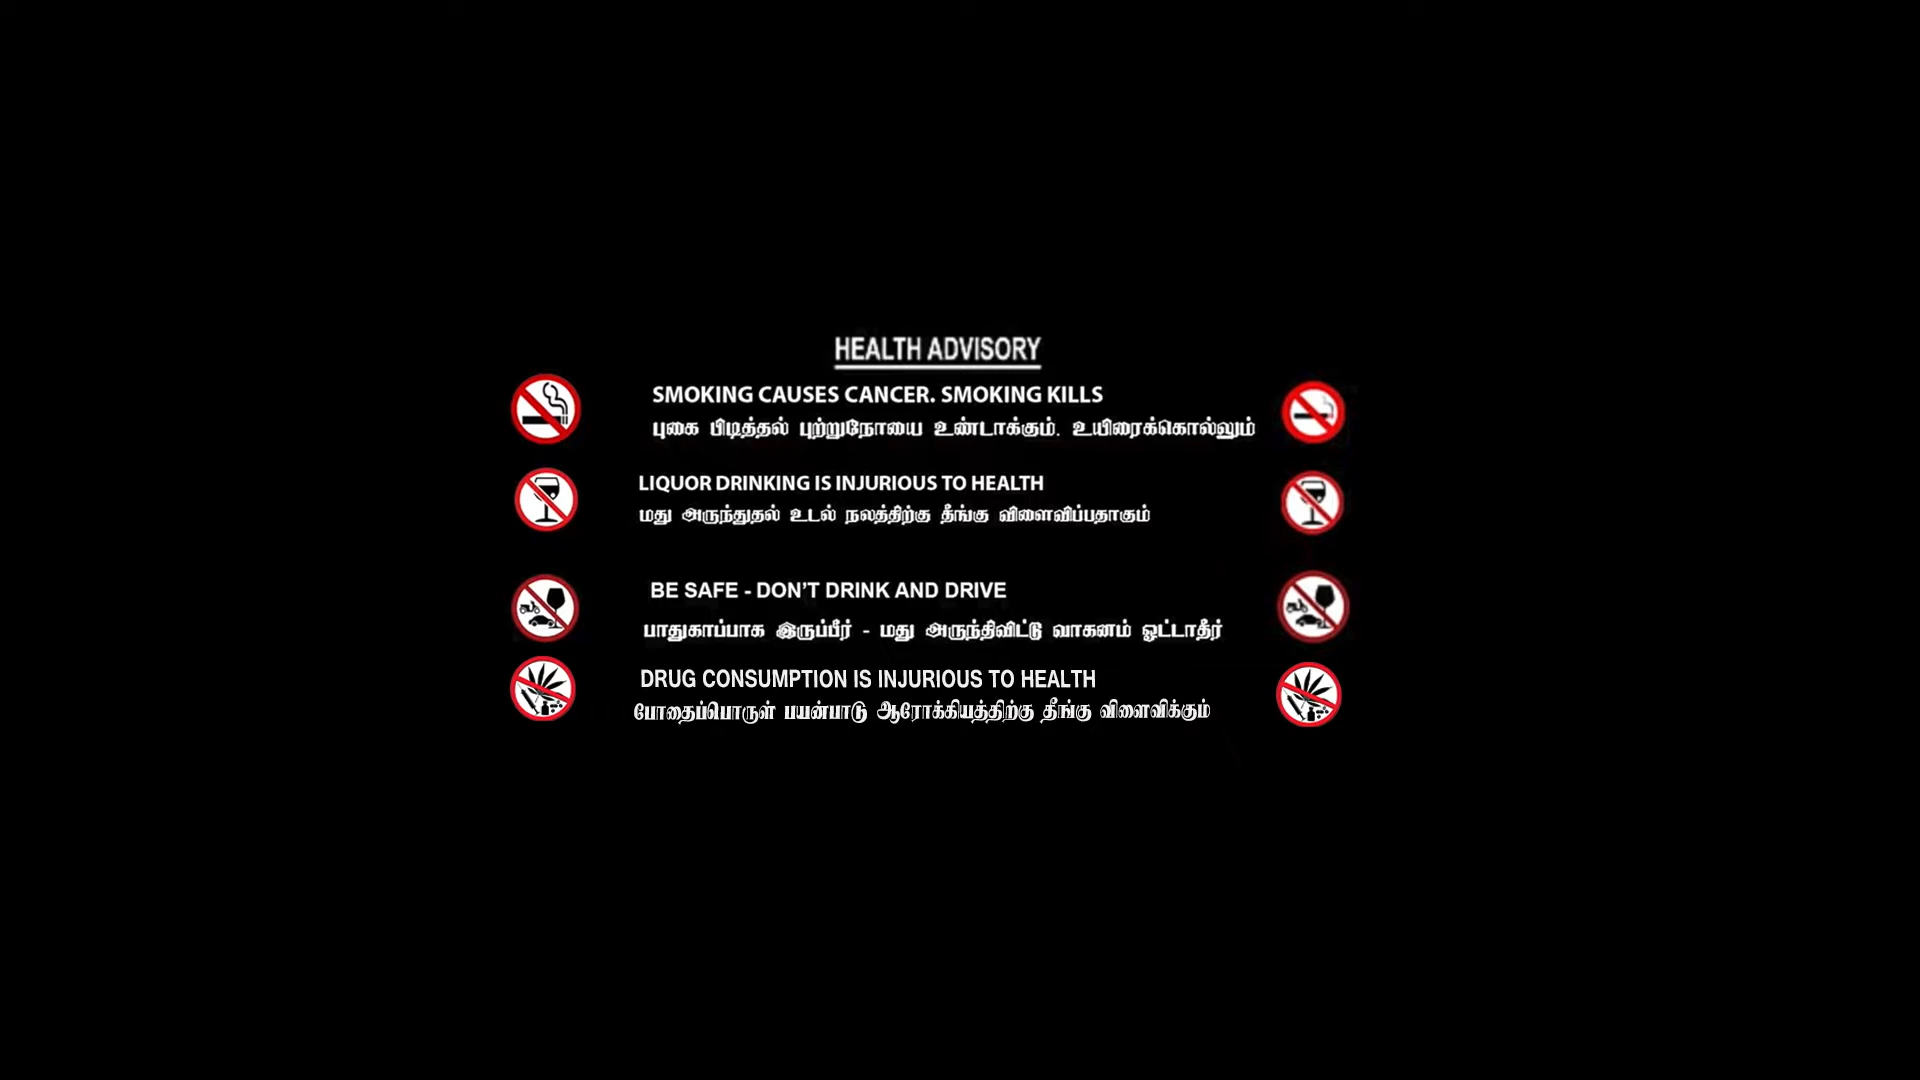 HEALTH ADVISORY
SMOKING CAUSES CANCER. SMOKING KILLS
புகை பிடித்தல் புற்றுநோயை உண்டாக்கும். உயிரைக்கொல்லும்
LIQUOR DRINKING IS INJURIOUS TO HEALTH
மது அருந்துதல் உடல் நலத்திற்கு தீங்கு விளைவிப்பதாகும்
BE SAFE - DON’T DRINK AND DRIVE
பாதுகாப்பாக இருப்பீர் - மது அருந்திவிட்டு வாகனம் ஓட்டாதீர்
DRUG CONSUMPTION IS INJURIOUS TO HEALTH
போதைப்பொருள் பயன்பாடு ஆரோக்கியத்திற்கு தீங்கு விளைவிக்கும்